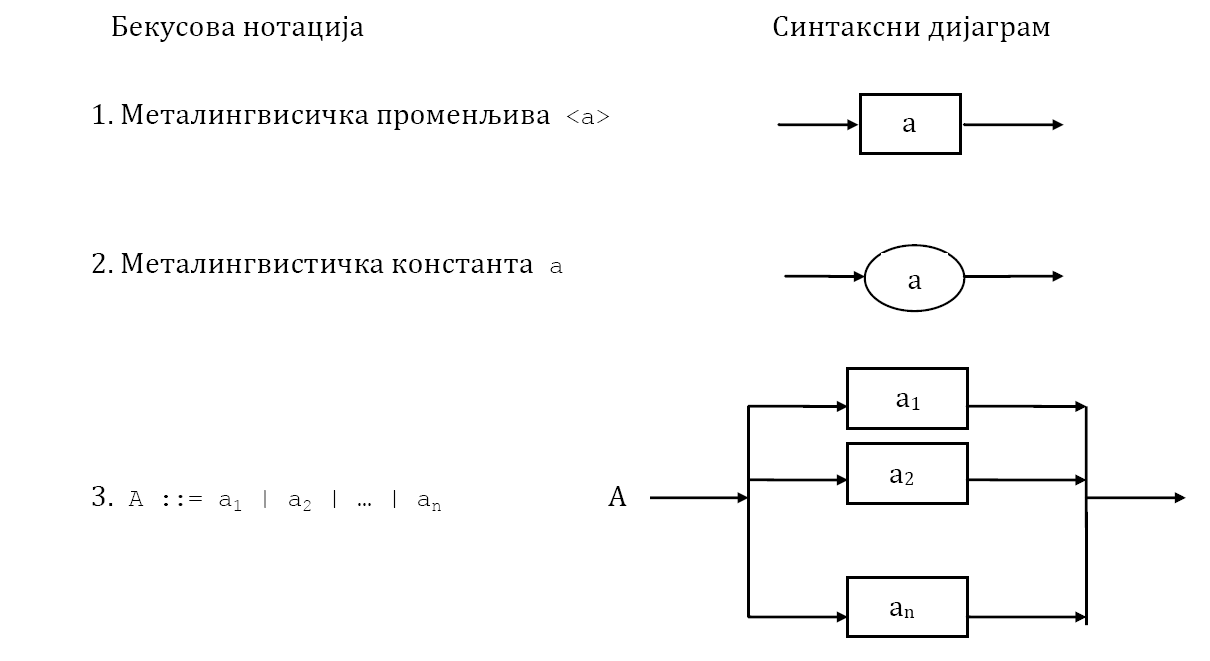 Бекусова нотација
Синтаксни дијаграм
1. Металингвисичка променљива <a>
a
2. Металингвистичка константа a
a
3. A ::= a₁ | a₂ | … | aₙ
A
a₁
a₂
aₙ